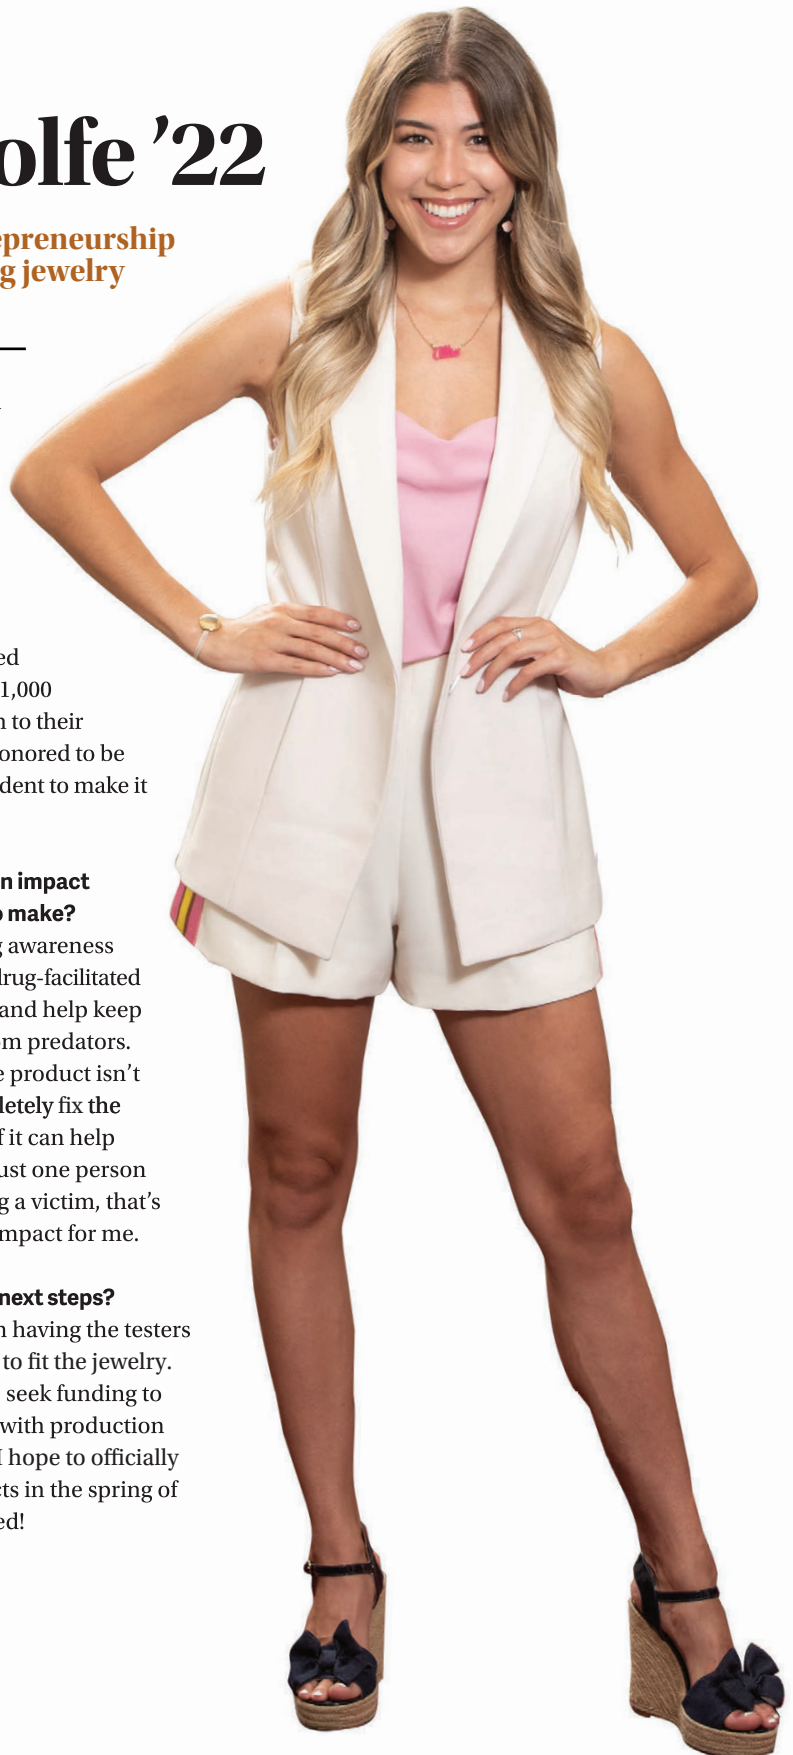 olfe ’22
epreneurship
g jewelry
ed
1,000
n to their
onored to be
dent to make it
n impact
o make?
g awareness
drug-facilitated
and help keep
om predators.
e product isn’t
letely fix the
f it can help
ust one person
g a victim, that’s
mpact for me.
next steps?
n having the testers
to fit the jewelry.
seek funding to
with production
I hope to officially
cts in the spring of
ed!